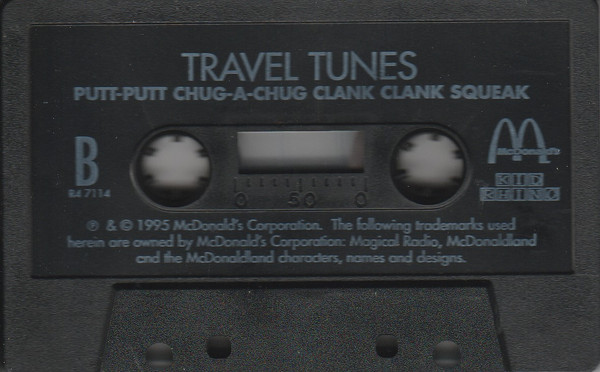 TRAVEL TUNES
PUTT-PUTT CHUG-A-CHUG CLANK CLANK SQUEAK
B
R4 7114
McDonald's
KID
RHINO
0 50 0
℗ & © 1995 McDonald's Corporation. The following trademarks used
herein are owned by McDonald's Corporation: Magical Radio, McDonaldland
and the McDonaldland characters, names and designs.